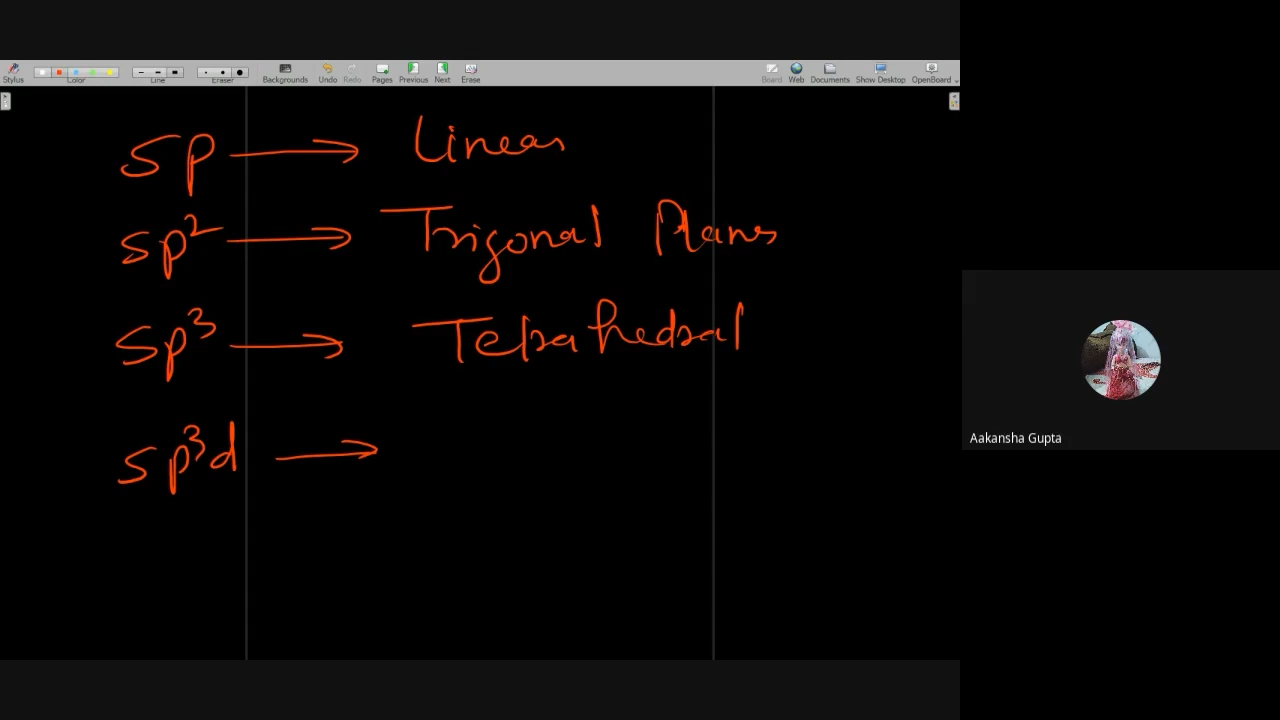 Stylus Color Line Eraser Backgrounds Undo Redo Pages Previous Next Erase Board Web Documents Show Desktop OpenBoard
sp → Linear
sp² → Trigonal Planar
sp³ → Tetrahedral
sp³d →
Aakansha Gupta